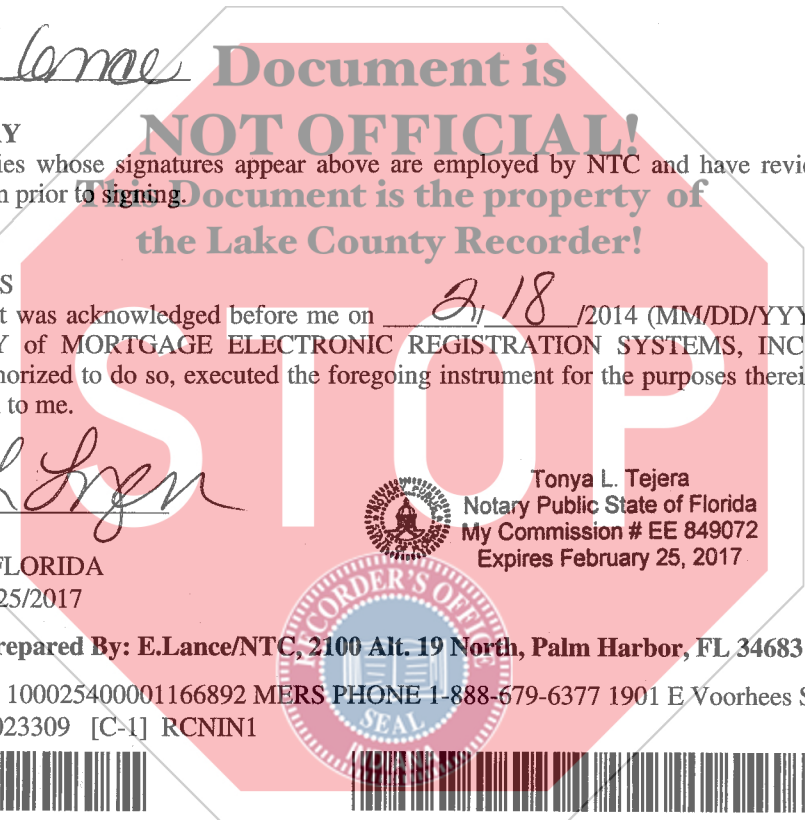 Document is
NOT OFFICIAL!
This Document is the property of
the Lake County Recorder!
STOP
Y
ies whose signatures appear above are employed by NTC and have revi
n prior to signing.
S
t was acknowledged before me on 2/ 18 /2014 (MM/DD/YYY
Y of MORTGAGE ELECTRONIC REGISTRATION SYSTEMS, INC
horized to do so, executed the foregoing instrument for the purposes therei
to me.
Tonya L. Tejera
Notary Public State of Florida
My Commission # EE 849072
Expires February 25, 2017
FLORIDA
25/2017
repared By: E.Lance/NTC, 2100 Alt. 19 North, Palm Harbor, FL 34683
100025400001166892 MERS PHONE 1-888-679-6377 1901 E Voorhees S
023309 [C-1] RCNIN1
RECORDER'S OFFICE
SEAL
INDIANA